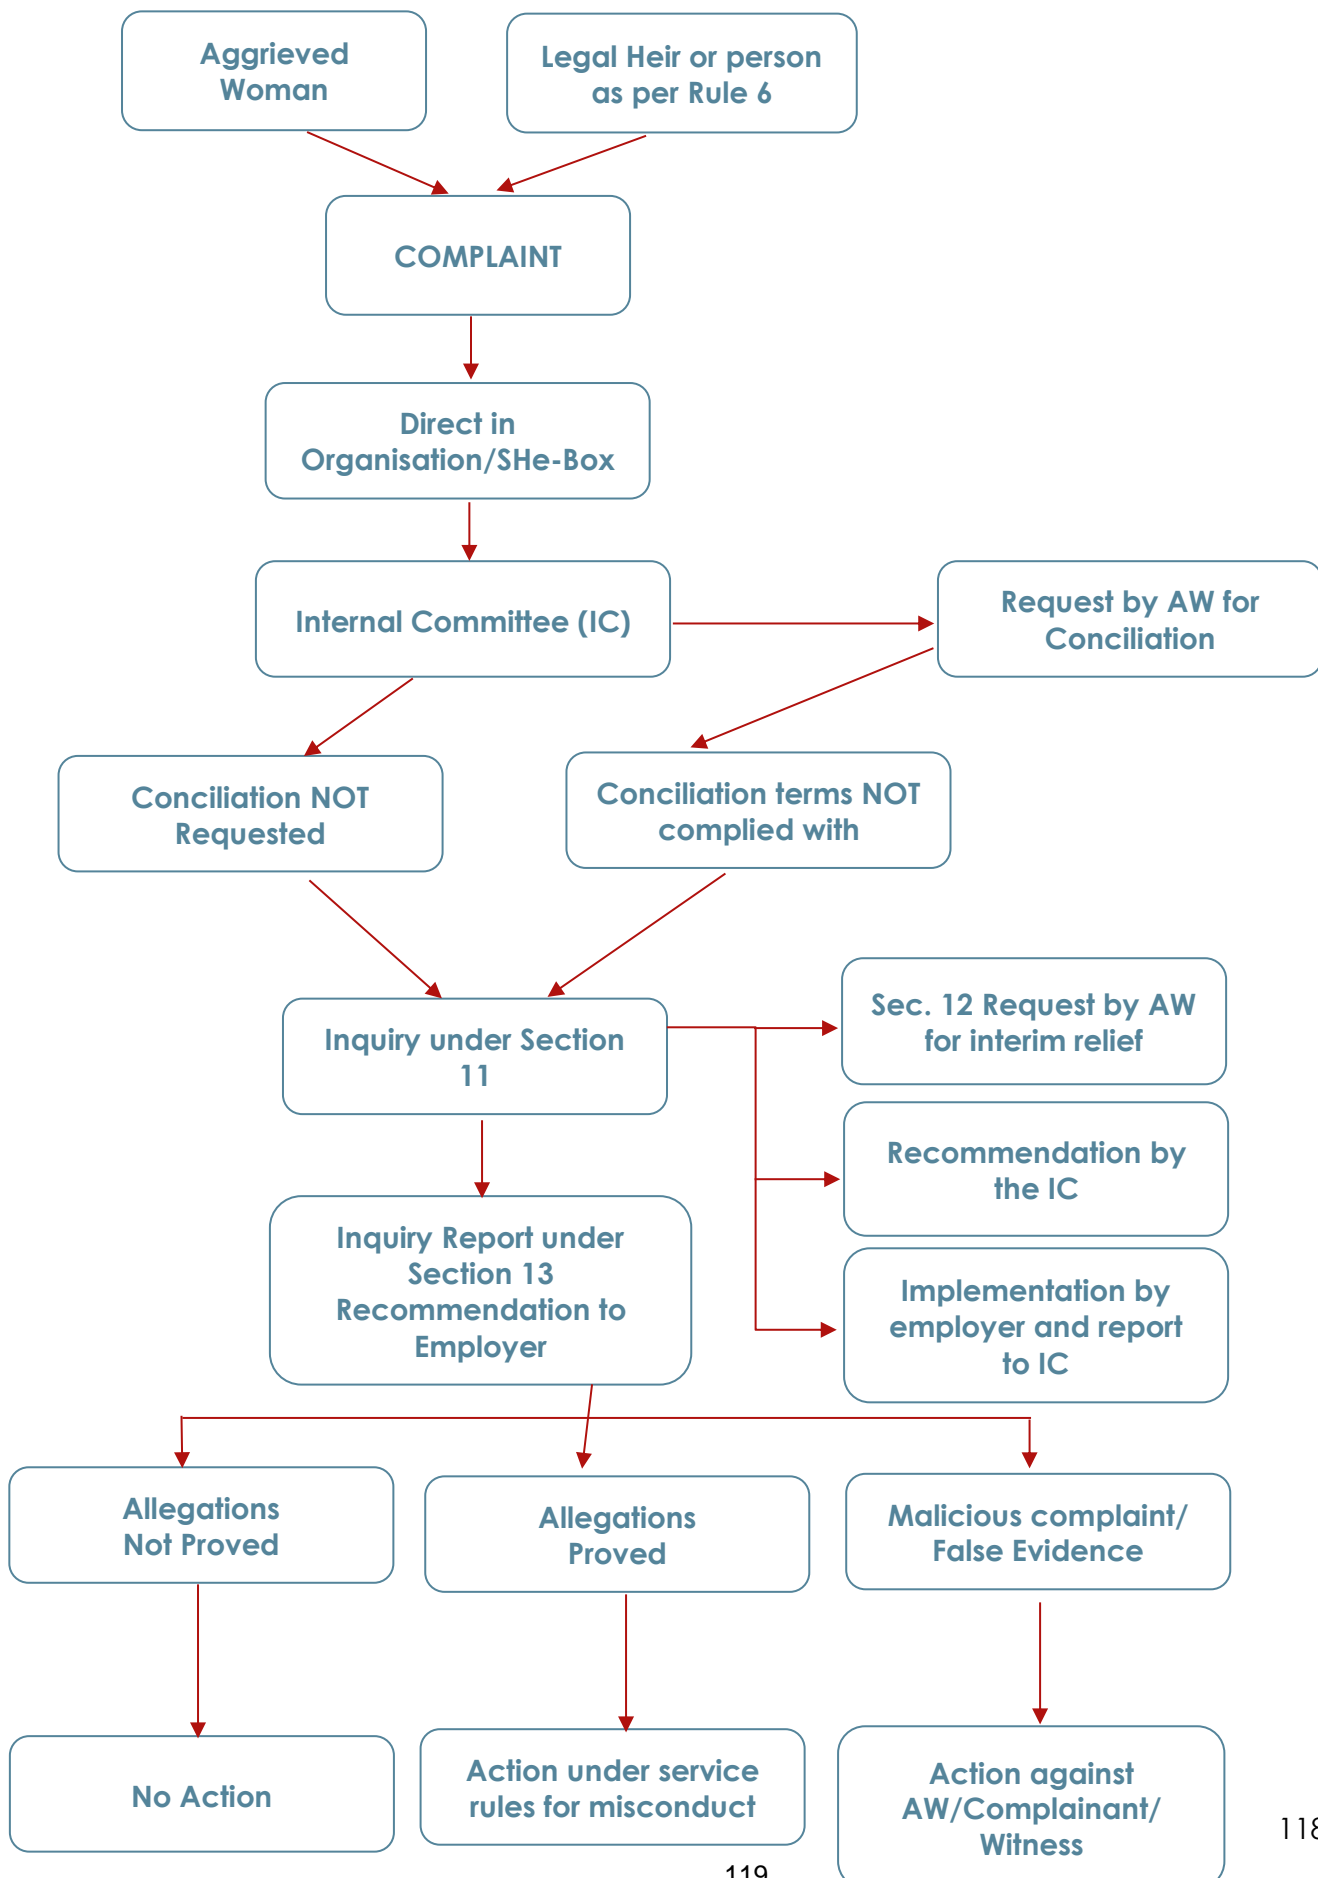 Aggrieved
Woman
Legal Heir or person
as per Rule 6
COMPLAINT
Direct in
Organisation/SHe-Box
Internal Committee (IC)
Request by AW for
Conciliation
Conciliation NOT
Requested
Conciliation terms NOT
complied with
Inquiry under Section
11
Sec. 12 Request by AW
for interim relief
Recommendation by
the IC
Implementation by
employer and report
to IC
Inquiry Report under
Section 13
Recommendation to
Employer
Allegations
Not Proved
Allegations
Proved
Malicious complaint/
False Evidence
No Action
Action under service
rules for misconduct
Action against
AW/Complainant/
Witness
118
119